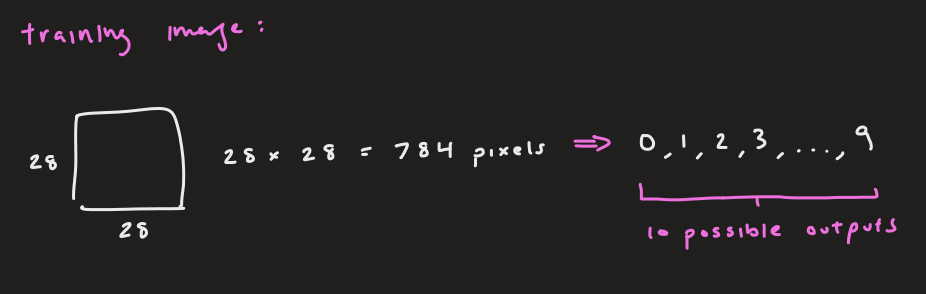 training image:
28
28 × 28 = 784 pixels ⇒ 0, 1, 2, 3, ..., 9
28
10 possible outputs